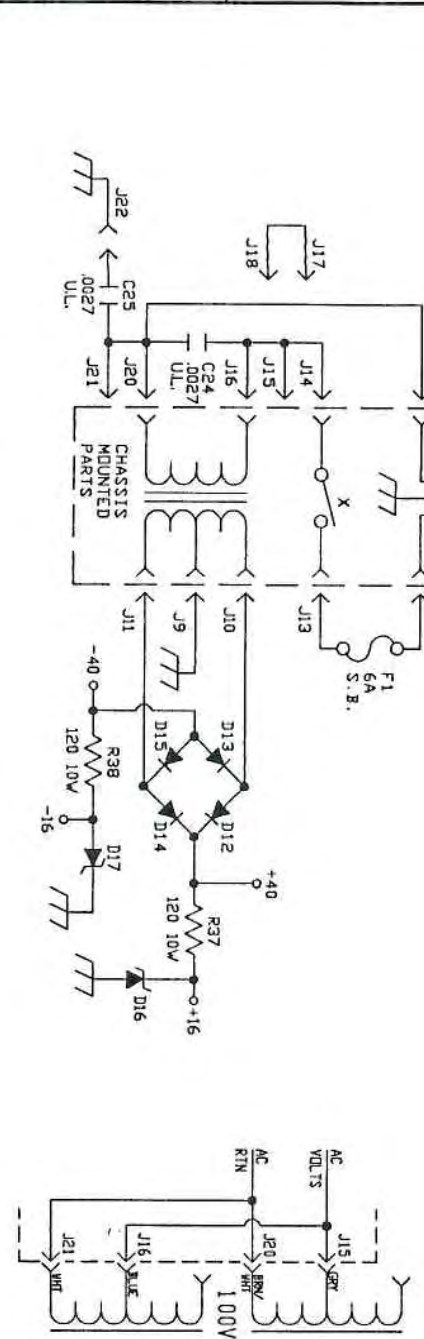 J22
C25
.0027
U.L.
J21
J20
C24
.0027
U.L.
J16
J15
J14
J18
J17
CHASSIS
MOUNTED
PARTS
X
J11
J9
J10
J13
F1
6A
S.B.
-40
R38
120 10W
-16
D17
D15
D13
D14
D12
+40
R37
120 10W
+16
D16
AC
RTN
AC
VOLTS
J21
J16
J20
J15
WHT
BLUE
BRN/
WHT
GRY
100V